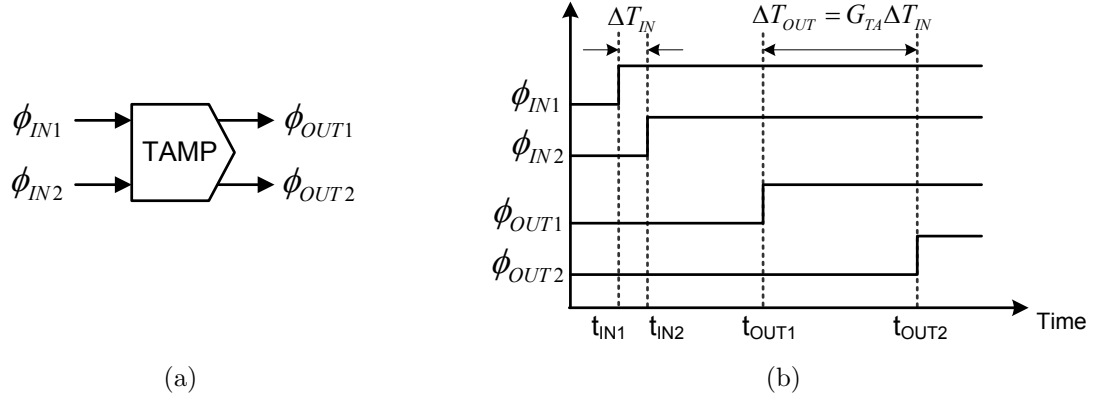 ϕIN1
ϕIN2
TAMP
ϕOUT1
ϕOUT2
(a)
ΔTIN
ΔTOUT = GTAΔTIN
ϕIN1
ϕIN2
ϕOUT1
ϕOUT2
tIN1 tIN2 tOUT1 tOUT2 Time
(b)